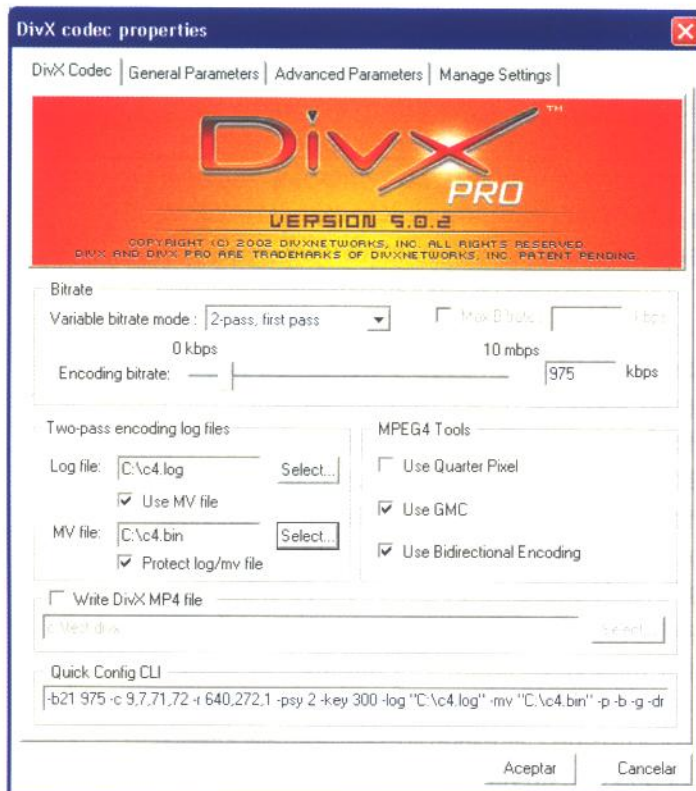 DivX codec properties
DivX Codec
General Parameters
Advanced Parameters
Manage Settings
DivX™
PRO
VERSION 5.0.2
COPYRIGHT (C) 2002 DIVXNETWORKS, INC. ALL RIGHTS RESERVED.
DIVX AND DIVX PRO ARE TRADEMARKS OF DIVXNETWORKS, INC. PATENT PENDING.
Bitrate
Variable bitrate mode : 2-pass, first pass
Max Bitrate: kbps
0 kbps 10 mbps
Encoding bitrate: 975 kbps
Two-pass encoding log files
Log file: C:\c4.log Select...
Use MV file
MV file: C:\c4.bin Select...
Protect log/mv file
MPEG4 Tools
Use Quarter Pixel
Use GMC
Use Bidirectional Encoding
Write DivX MP4 file
Select...
Quick Config CLI
-b21 975 -c 9,7,71,72 -r 640,272,1 -psy 2 -key 300 -log "C:\c4.log" -mv "C:\c4.bin" -p -b -g -dr
Aceptar Cancelar